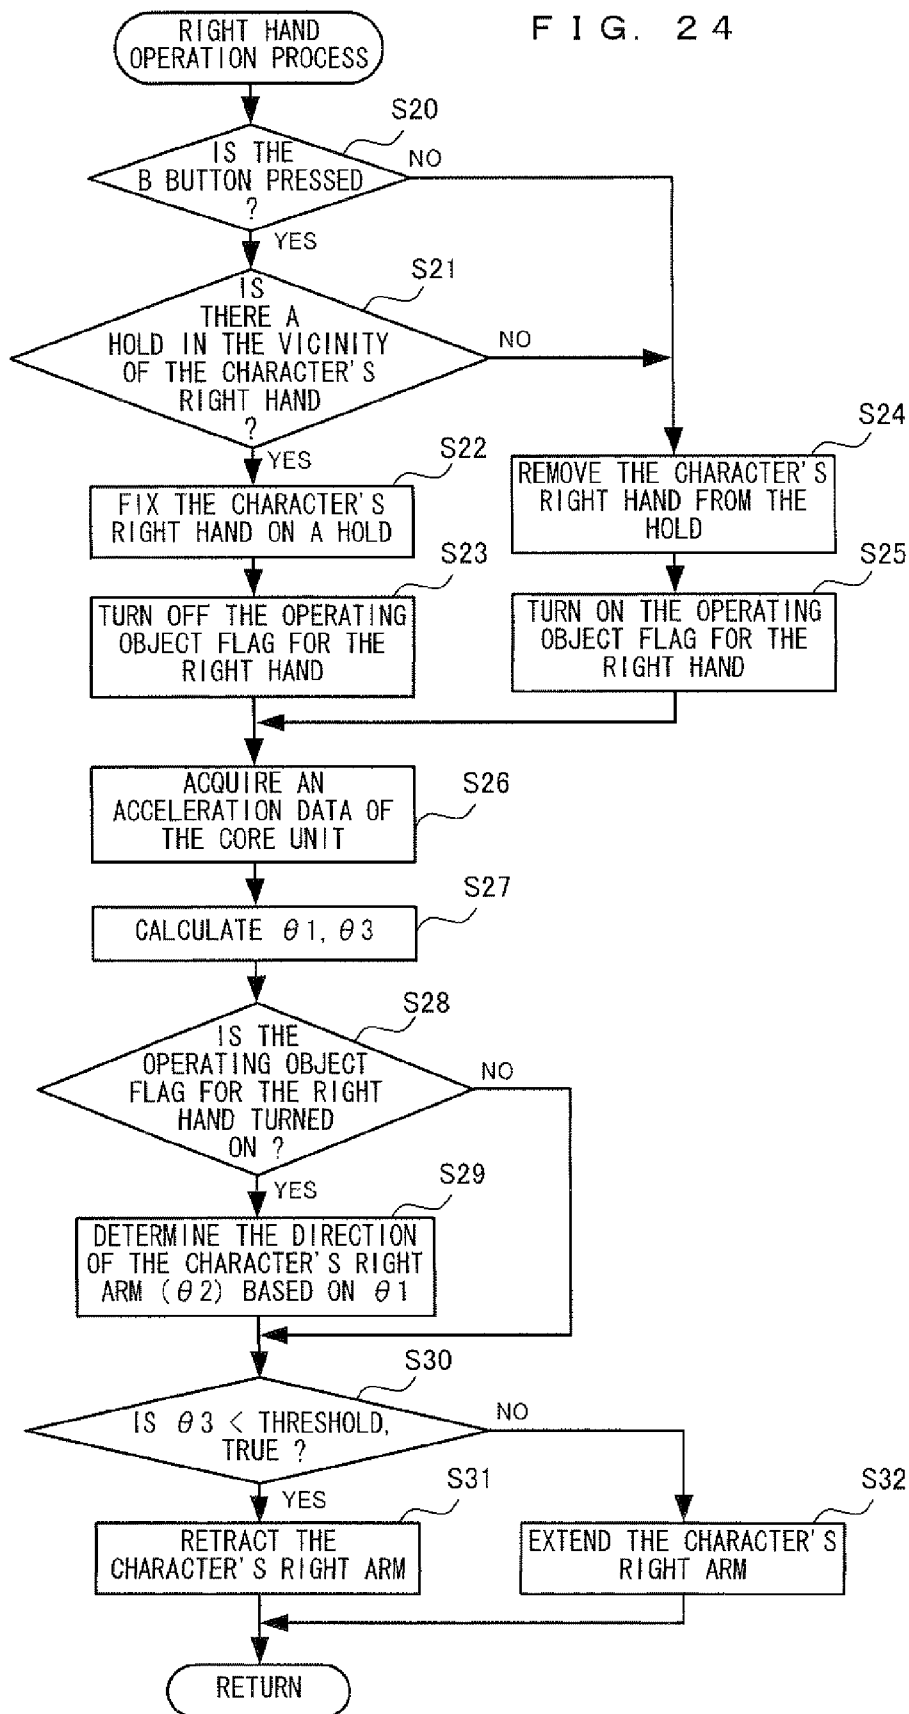 FIG. 24
RIGHT HAND
OPERATION PROCESS
S20
IS THE
B BUTTON PRESSED
?
NO
YES
S21
IS
THERE A
HOLD IN THE VICINITY
OF THE CHARACTER'S
RIGHT HAND
?
NO
YES
S22
FIX THE CHARACTER'S
RIGHT HAND ON A HOLD
S24
REMOVE THE CHARACTER'S
RIGHT HAND FROM THE
HOLD
S23
TURN OFF THE OPERATING
OBJECT FLAG FOR THE
RIGHT HAND
S25
TURN ON THE OPERATING
OBJECT FLAG FOR THE
RIGHT HAND
S26
ACQUIRE AN
ACCELERATION DATA OF
THE CORE UNIT
S27
CALCULATE θ1, θ3
S28
IS THE
OPERATING OBJECT
FLAG FOR THE RIGHT
HAND TURNED
ON ?
NO
YES
S29
DETERMINE THE DIRECTION
OF THE CHARACTER'S RIGHT
ARM (θ2) BASED ON θ1
S30
IS θ3 < THRESHOLD,
TRUE ?
NO
YES
S31
RETRACT THE
CHARACTER'S RIGHT ARM
S32
EXTEND THE CHARACTER'S
RIGHT ARM
RETURN